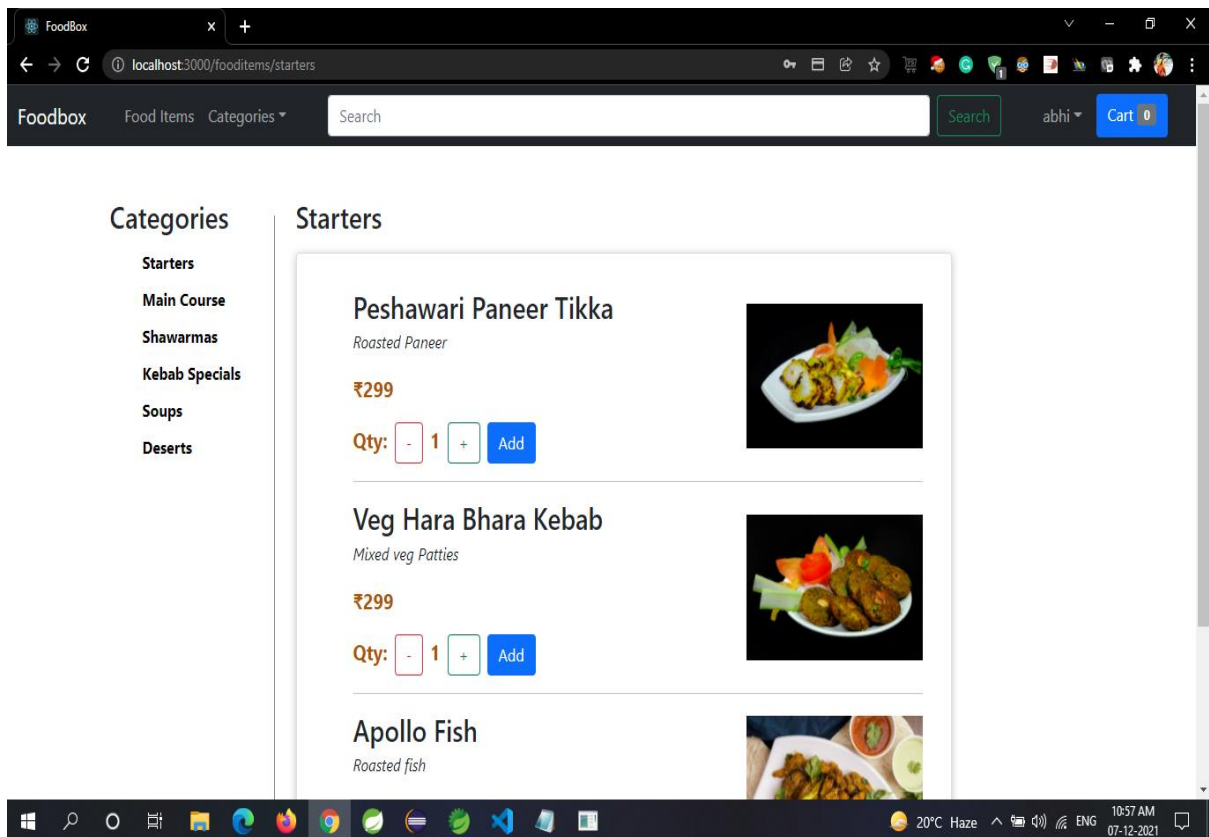 FoodBox
localhost:3000/fooditems/starters
1
Foodbox Food Items Categories Search Search abhi Cart 0
Categories
Starters
Main Course
Shawarmas
Kebab Specials
Soups
Deserts
Starters
Peshawari Paneer Tikka
Roasted Paneer
₹299
Qty: - 1 + Add
Veg Hara Bhara Kebab
Mixed veg Patties
₹299
Qty: - 1 + Add
Apollo Fish
Roasted fish
20°C Haze ENG 10:57 AM
07-12-2021